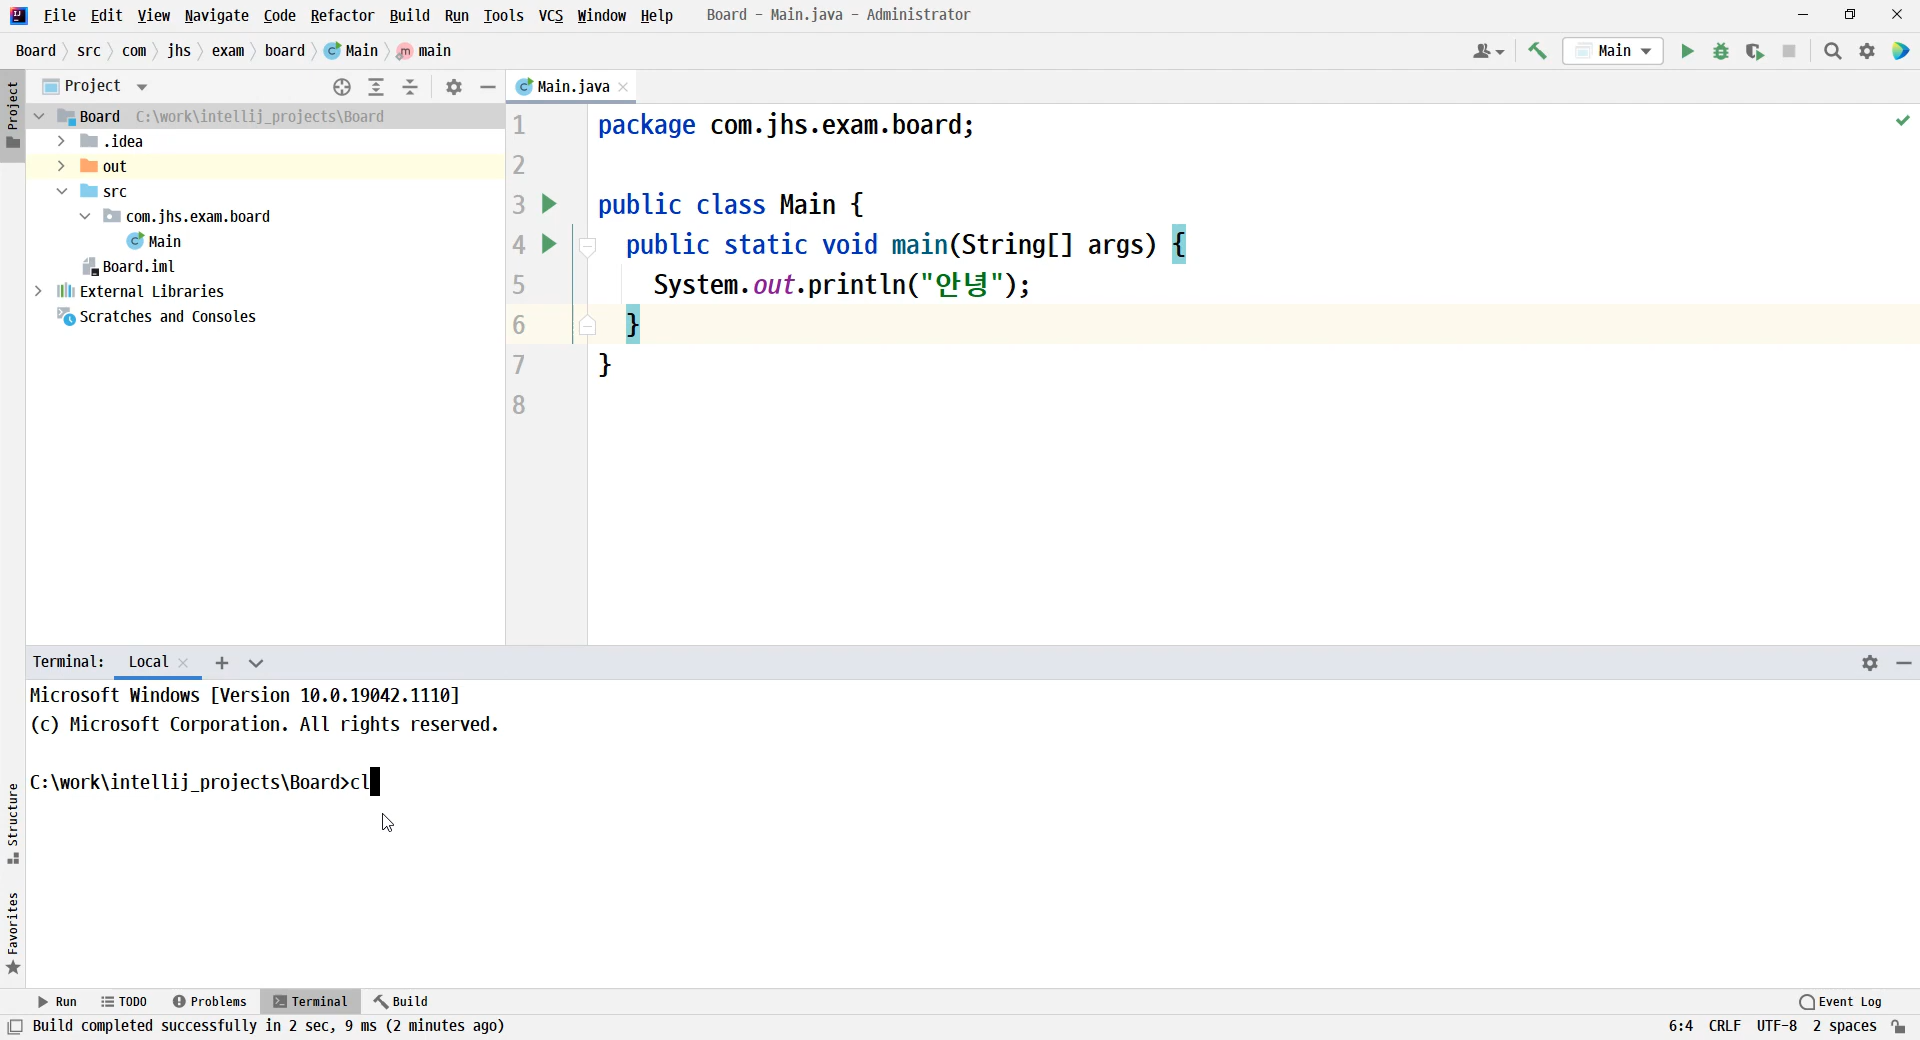 File Edit View Navigate Code Refactor Build Run Tools VCS Window Help Board - Main.java - Administrator
Board src com jhs exam board Main main
Main
Project
Project
Main.java
Board C:\work\intellij_projects\Board
.idea
out
src
com.jhs.exam.board
Main
Board.iml
External Libraries
Scratches and Consoles
1 package com.jhs.exam.board;
2
3 public class Main {
4 public static void main(String[] args) {
5 System.out.println("안녕");
6 }
7 }
8
Terminal: Local
Microsoft Windows [Version 10.0.19042.1110]
(c) Microsoft Corporation. All rights reserved.
C:\work\intellij_projects\Board>cl
Structure
Favorites
Run TODO Problems Terminal Build Event Log
Build completed successfully in 2 sec, 9 ms (2 minutes ago) 6:4 CRLF UTF-8 2 spaces